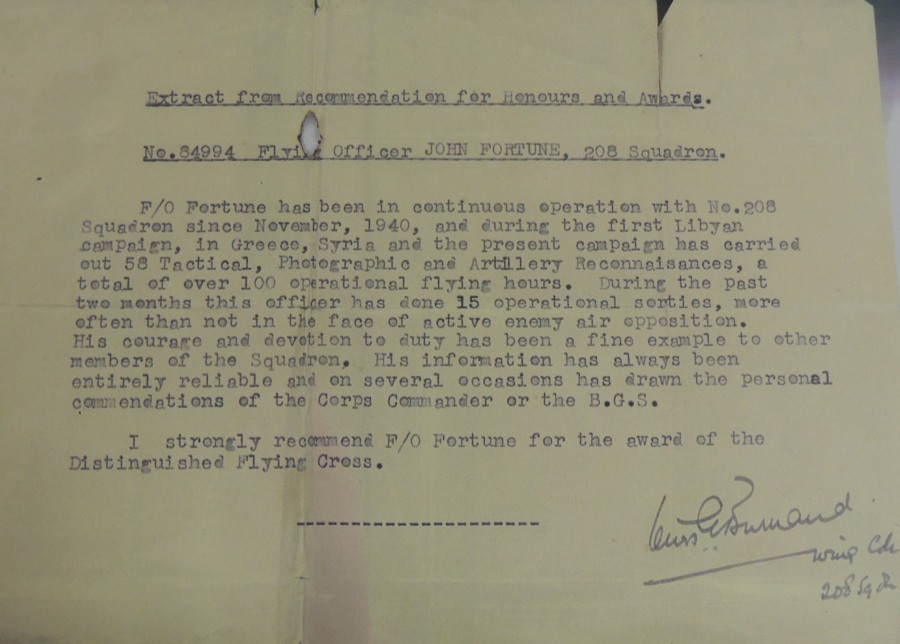 Extract from Recommendation for Honours and Awards.
No.84994 Flying Officer JOHN FORTUNE, 208 Squadron.
F/O Fortune has been in continuous operation with No.208
Squadron since November, 1940, and during the first Libyan
campaign, in Greece, Syria and the present campaign has carried
out 58 Tactical, Photographic and Artillery Reconnaisances, a
total of over 100 operational flying hours. During the past
two months this officer has done 15 operational sorties, more
often than not in the face of active enemy air opposition.
His courage and devotion to duty has been a fine example to other
members of the Squadron. His information has always been
entirely reliable and on several occasions has drawn the personal
commendations of the Corps Commander or the B.G.S.
I strongly recommend F/O Fortune for the award of the
Distinguished Flying Cross.
Burnand
Wing Cdr
208 Sqdn